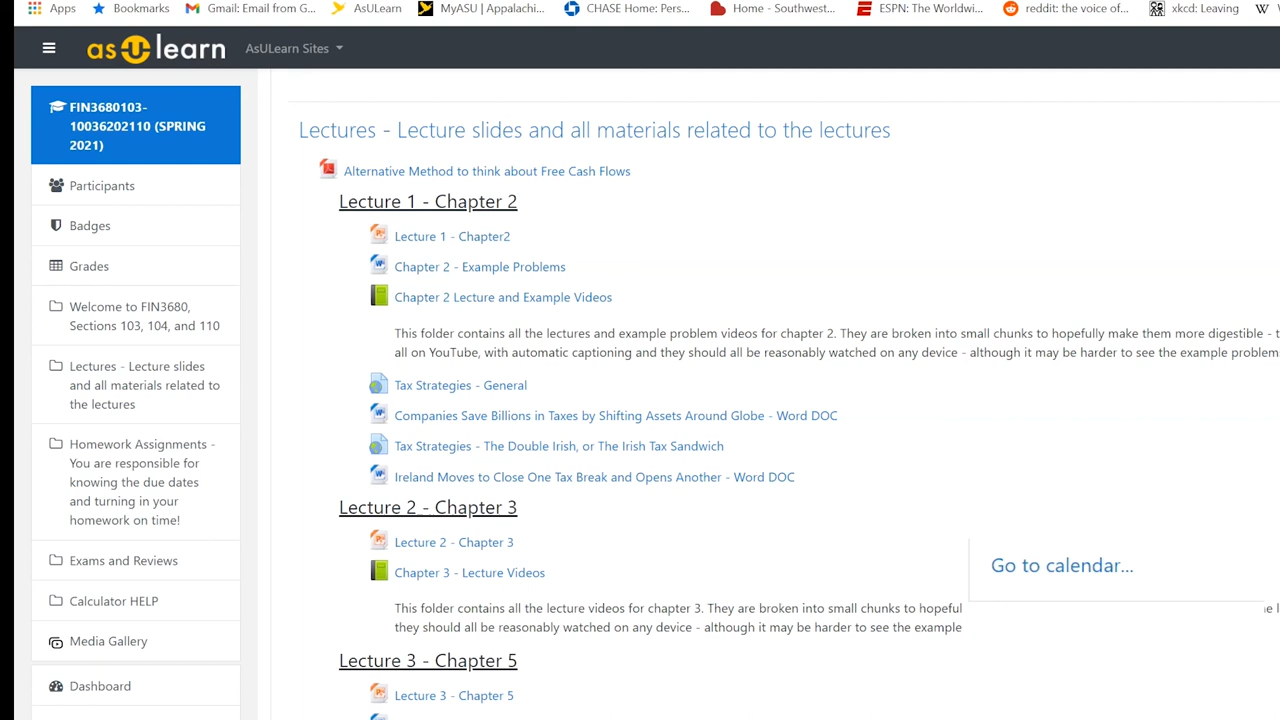 Apps Bookmarks Gmail: Email from G... AsULearn MyASU | Appalachi... CHASE Home: Pers... Home - Southwest... ESPN: The Worldwi... reddit: the voice of... xkcd: Leaving W
asulearn AsULearn Sites
FIN3680103-
10036202110 (SPRING
2021)
Participants
Badges
Grades
Welcome to FIN3680,
Sections 103, 104, and 110
Lectures - Lecture slides
and all materials related to
the lectures
Homework Assignments -
You are responsible for
knowing the due dates
and turning in your
homework on time!
Exams and Reviews
Calculator HELP
Media Gallery
Dashboard
Lectures - Lecture slides and all materials related to the lectures
Alternative Method to think about Free Cash Flows
Lecture 1 - Chapter 2
Lecture 1 - Chapter2
Chapter 2 - Example Problems
Chapter 2 Lecture and Example Videos
This folder contains all the lectures and example problem videos for chapter 2. They are broken into small chunks to hopefully make them more digestible - t
all on YouTube, with automatic captioning and they should all be reasonably watched on any device - although it may be harder to see the example problem
Tax Strategies - General
Companies Save Billions in Taxes by Shifting Assets Around Globe - Word DOC
Tax Strategies - The Double Irish, or The Irish Tax Sandwich
Ireland Moves to Close One Tax Break and Opens Another - Word DOC
Lecture 2 - Chapter 3
Lecture 2 - Chapter 3
Chapter 3 - Lecture Videos
This folder contains all the lecture videos for chapter 3. They are broken into small chunks to hopeful
they should all be reasonably watched on any device - although it may be harder to see the example
Go to calendar...
Lecture 3 - Chapter 5
Lecture 3 - Chapter 5